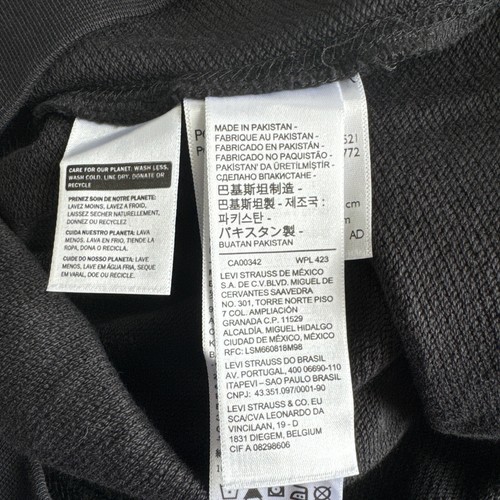 CARE FOR OUR PLANET: WASH LESS,
WASH COLD, LINE DRY, DONATE OR
RECYCLE
PRENEZ SOIN DE NOTRE PLANETE:
LAVEZ MOINS, LAVEZ A FROID,
LAISSEZ SECHER NATURELLEMENT,
DONNEZ OU RECYCLEZ
CUIDA NUESTRO PLANETA: LAVA
MENOS, LAVA EN FRIO, TIENDE LA
ROPA, DONA O RECICLA.
CUIDE DO NOSSO PLANETA: LAVE
MENOS, LAVE EM ÁGUA FRIA, SEQUE
EM VARAL, DOE OU RECICLE.
MADE IN PAKISTAN -
FABRIQUE AU PAKISTAN -
FABRICADO EN PAKISTÁN -
FABRICADO NO PAQUISTÃO -
PAKISTAN' DA ÜRETİLMİŞTİR -
СДЕЛАНО ВПАКИСТАНЕ -
巴基斯坦制造 -
巴基斯坦製 - 제조국 :
파키스탄 -
パキスタン製 -
BUATAN PAKISTAN
CA00342 WPL 423
LEVI STRAUSS DE MÉXICO
S.A. DE C.V.BLVD. MIGUEL DE
CERVANTES SAAVEDRA
NO. 301, TORRE NORTE PISO
7 COL. AMPLIACIÓN
GRANADA C.P. 11529
ALCALDÍA. MIGUEL HIDALGO
CIUDAD DE MÉXICO, MÉXICO
RFC: LSM660818M98
LEVI STRAUSS DO BRASIL
AV. PORTUGAL, 400 06690-110
ITAPEVI – SAO PAULO BRASIL
CNPJ: 43.351.097/0001-90
LEVI STRAUSS & CO, EU
SCA/CVA LEONARDO DA
VINCILAAN, 19 - D
1831 DIEGEM, BELGIUM
CIF A 08298606
772
cm
AD